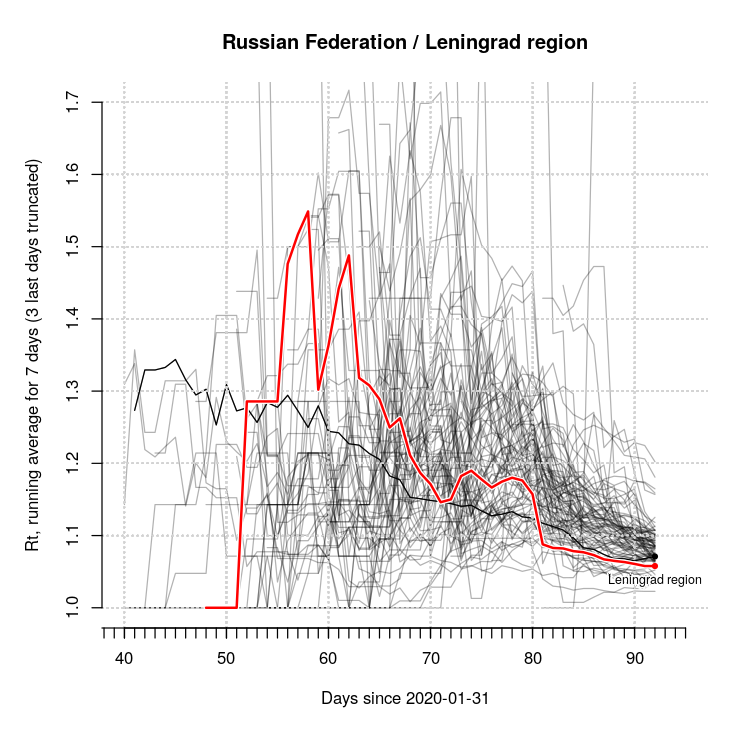 Russian Federation / Leningrad region
Rt, running average for 7 days (3 last days truncated)
1.7
1.6
1.5
1.4
1.3
1.2
1.1
1.0
Leningrad region
40 50 60 70 80 90
Days since 2020-01-31